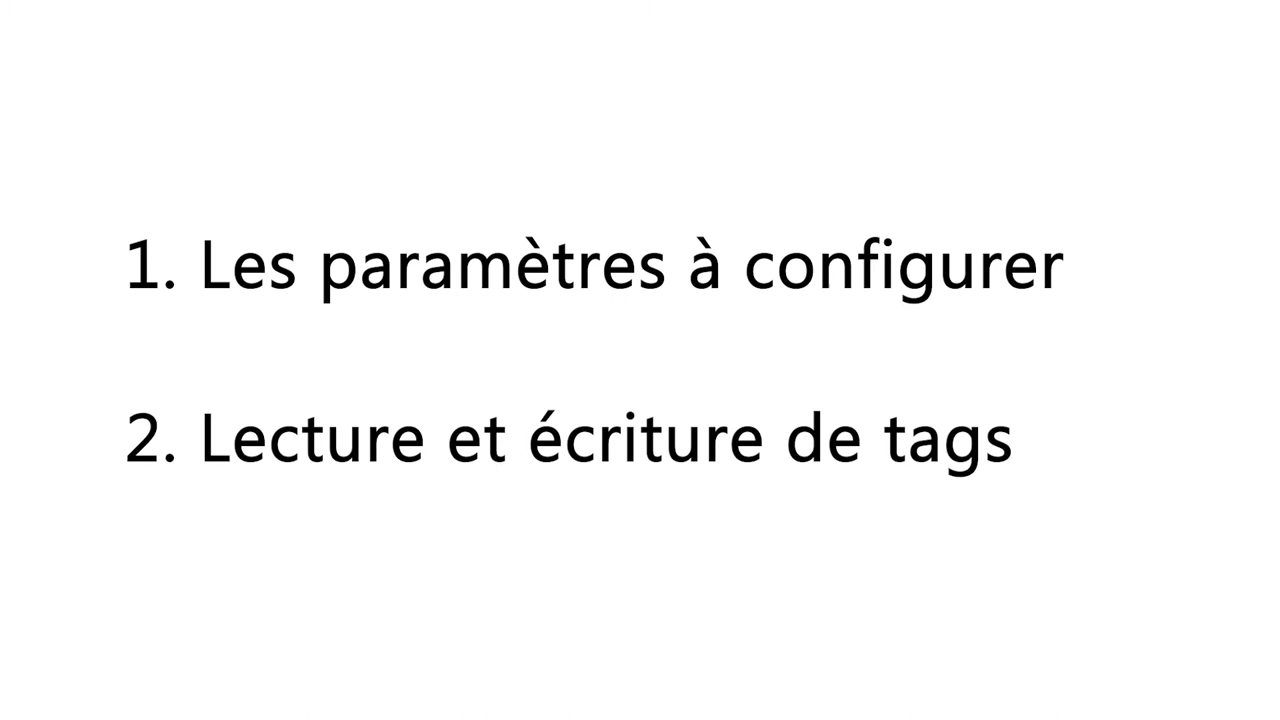 1. Les paramètres à configurer
2. Lecture et écriture de tags